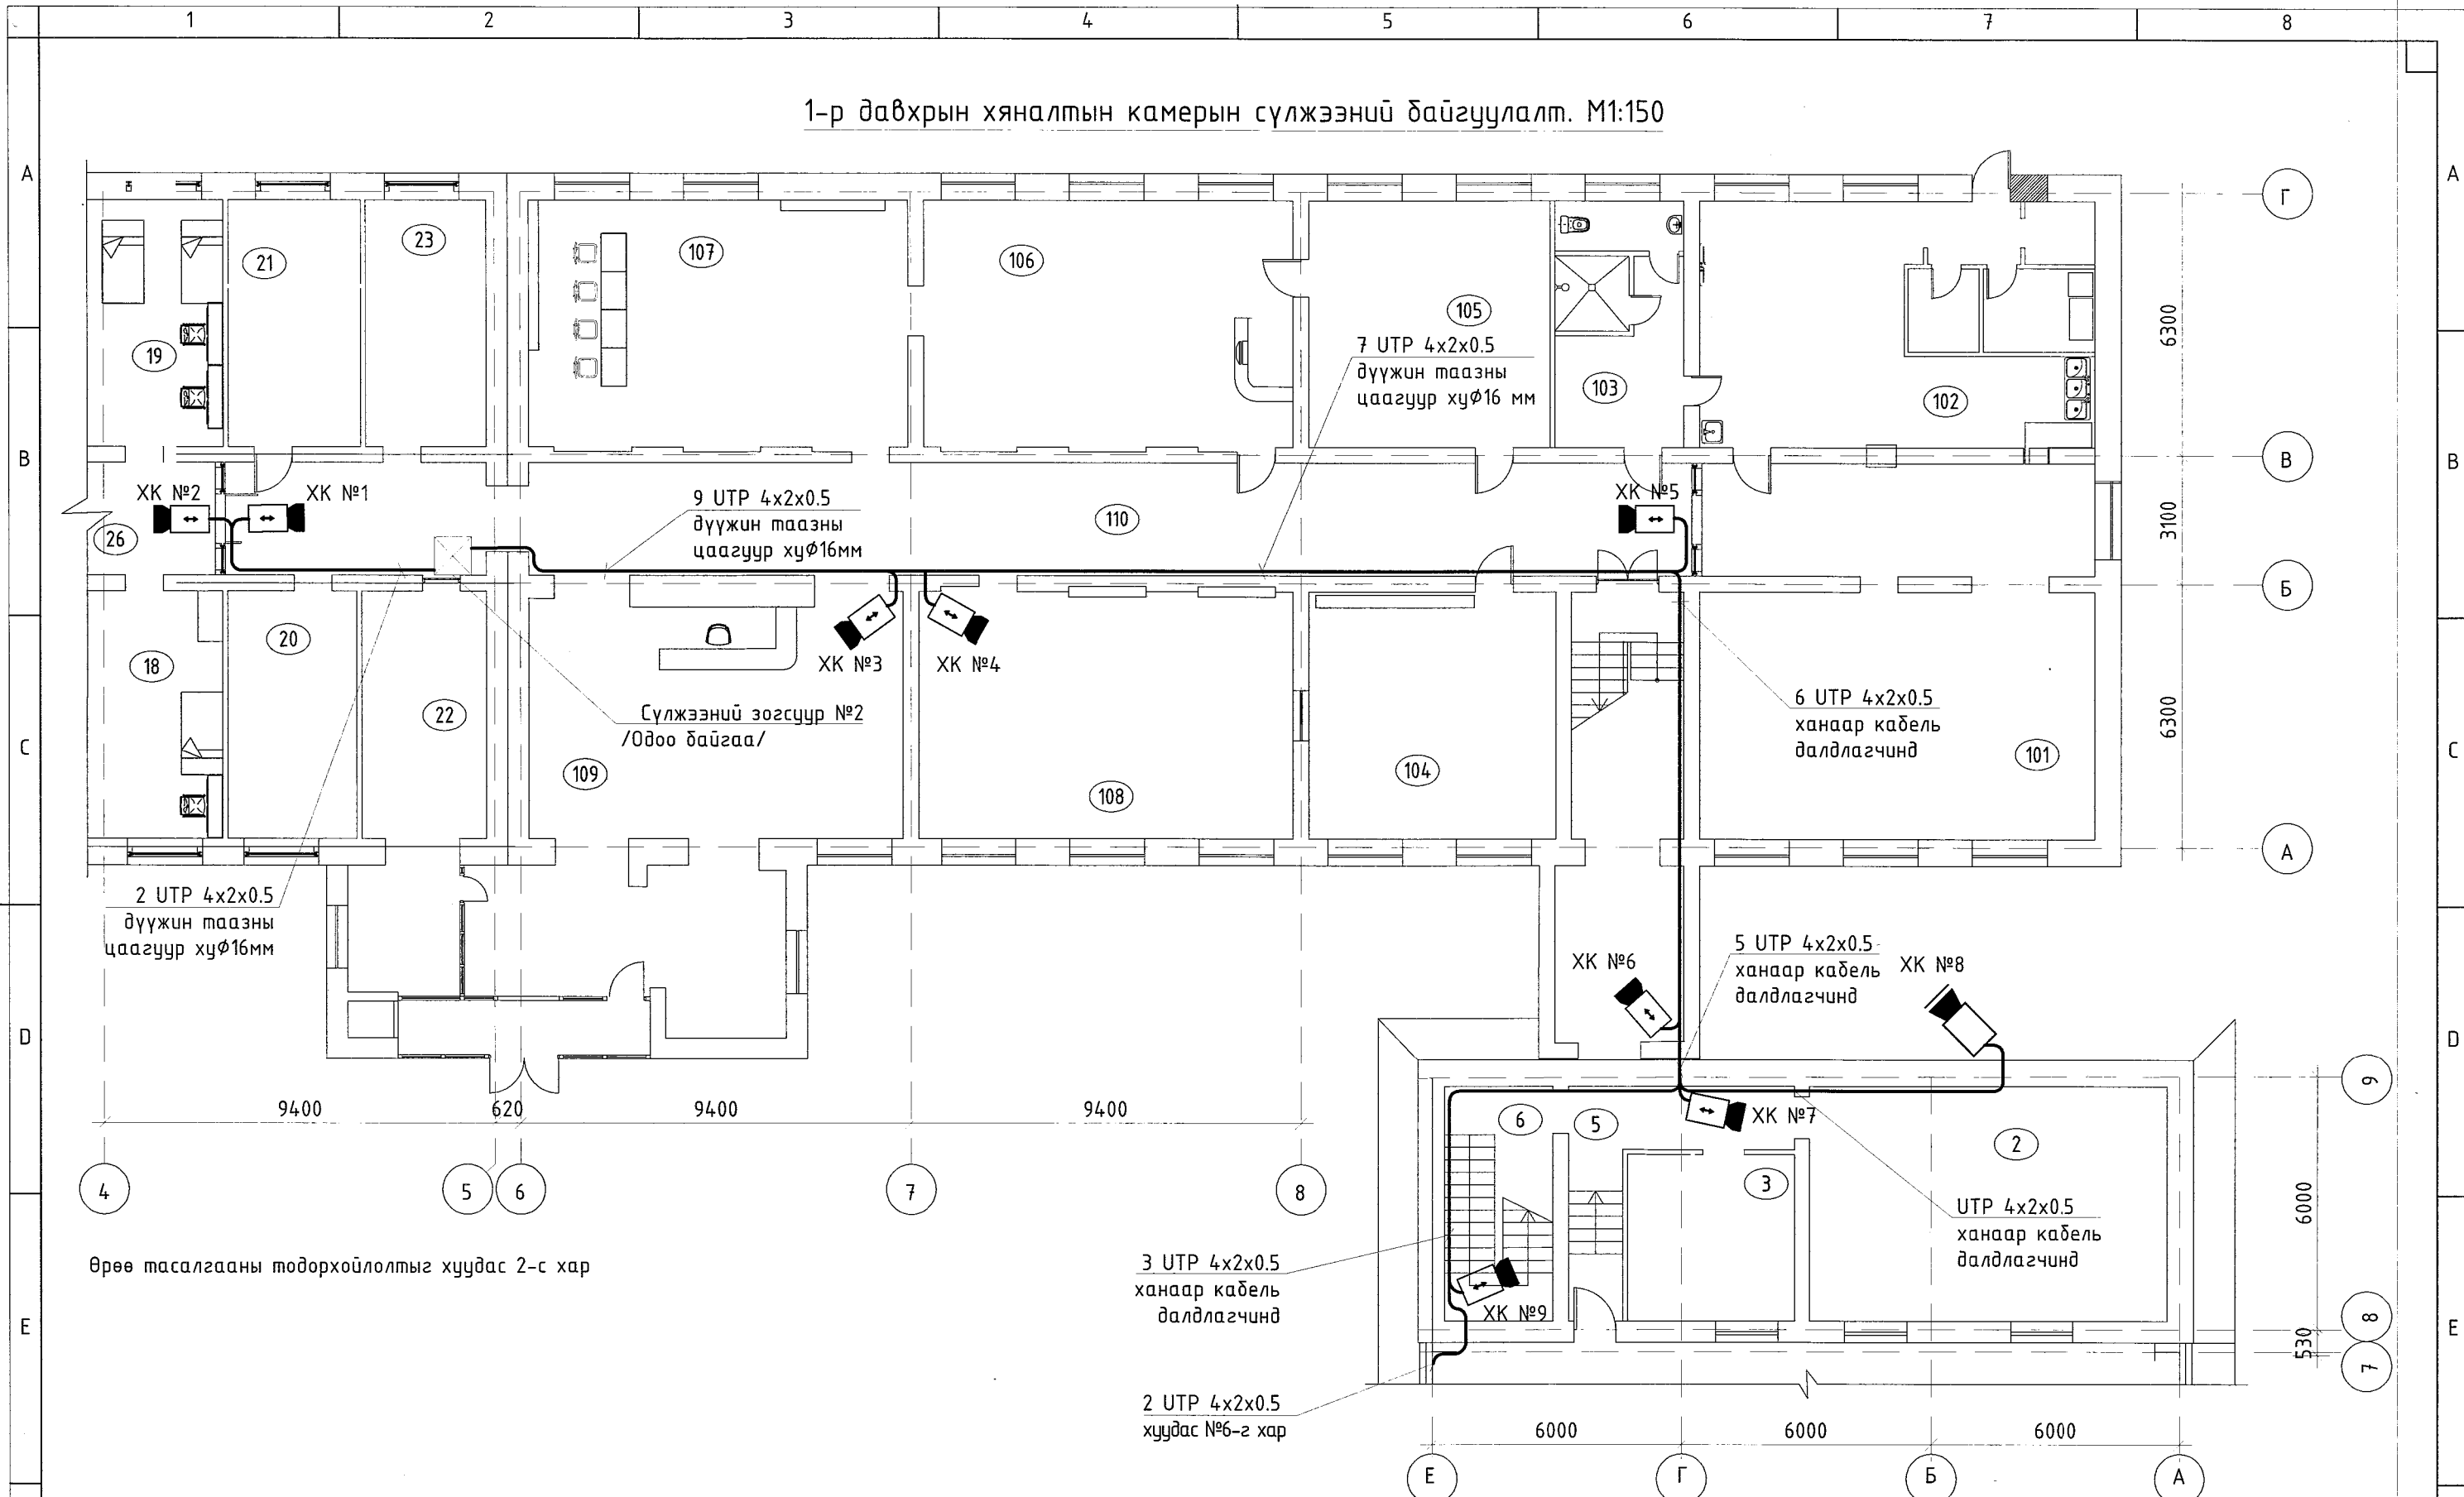 1 2 3 4 5 6 7 8
1-р давхрын хяналтын камерын сүлжээний байгуулалт. М1:150
A A
Г
23
107
106
21
105
6300
7 UTP 4x2x0.5
дүүжин таазны
цаагуур хуϕ16 мм
19
103
102
B B
В
ХК №2
ХК №1
ХК №5
9 UTP 4x2x0.5
дүүжин таазны
цаагуур хуϕ16мм
110
3100
26
Б
20
18
ХК №3
ХК №4
6 UTP 4x2x0.5
ханаар кабель
далдлагчинд
22
Сүлжээний зогсуур №2
/Одоо байгаа/
6300
C C
109
108
104
101
А
2 UTP 4x2x0.5
дүүжин таазны
цаагуур хуϕ16мм
5 UTP 4x2x0.5
ханаар кабель
далдлагчинд
ХК №6
ХК №8
D D
9
9400 620 9400 9400
ХК №7
6
5
2
3
4 5 6 7 8
6000
UTP 4x2x0.5
ханаар кабель
далдлагчинд
Өрөө тасалгааны тодорхойлолтыг хуудас 2-с хар
3 UTP 4x2x0.5
ханаар кабель
далдлагчинд
ХК №9
E E
8
530
7
2 UTP 4x2x0.5
хуудас №6-г хар
6000 6000 6000
Е Г Б А